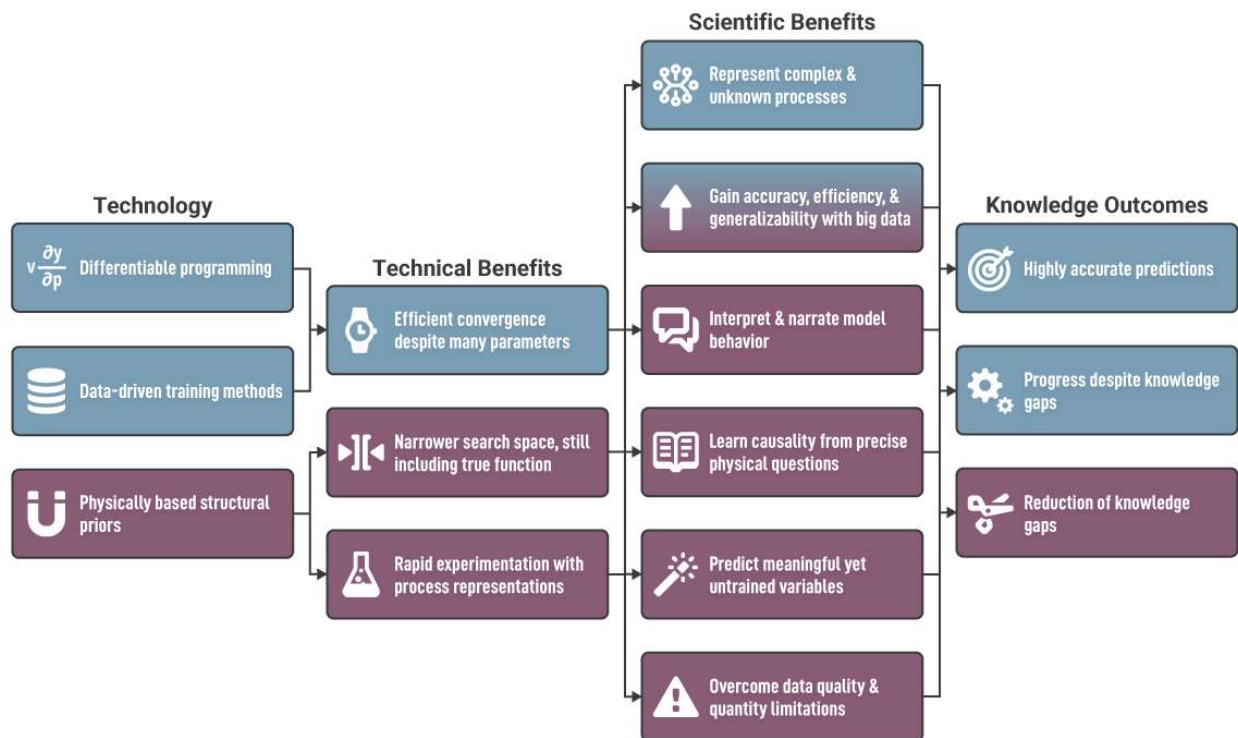 Technology
v ∂y/∂p
Differentiable programming
Data-driven training methods
Physically based structural
priors
Technical Benefits
Efficient convergence
despite many parameters
Narrower search space, still
including true function
Rapid experimentation with
process representations
Scientific Benefits
Represent complex &
unknown processes
Gain accuracy, efficiency, &
generalizability with big data
Interpret & narrate model
behavior
Learn causality from precise
physical questions
Predict meaningful yet
untrained variables
Overcome data quality &
quantity limitations
Knowledge Outcomes
Highly accurate predictions
Progress despite knowledge
gaps
Reduction of knowledge
gaps